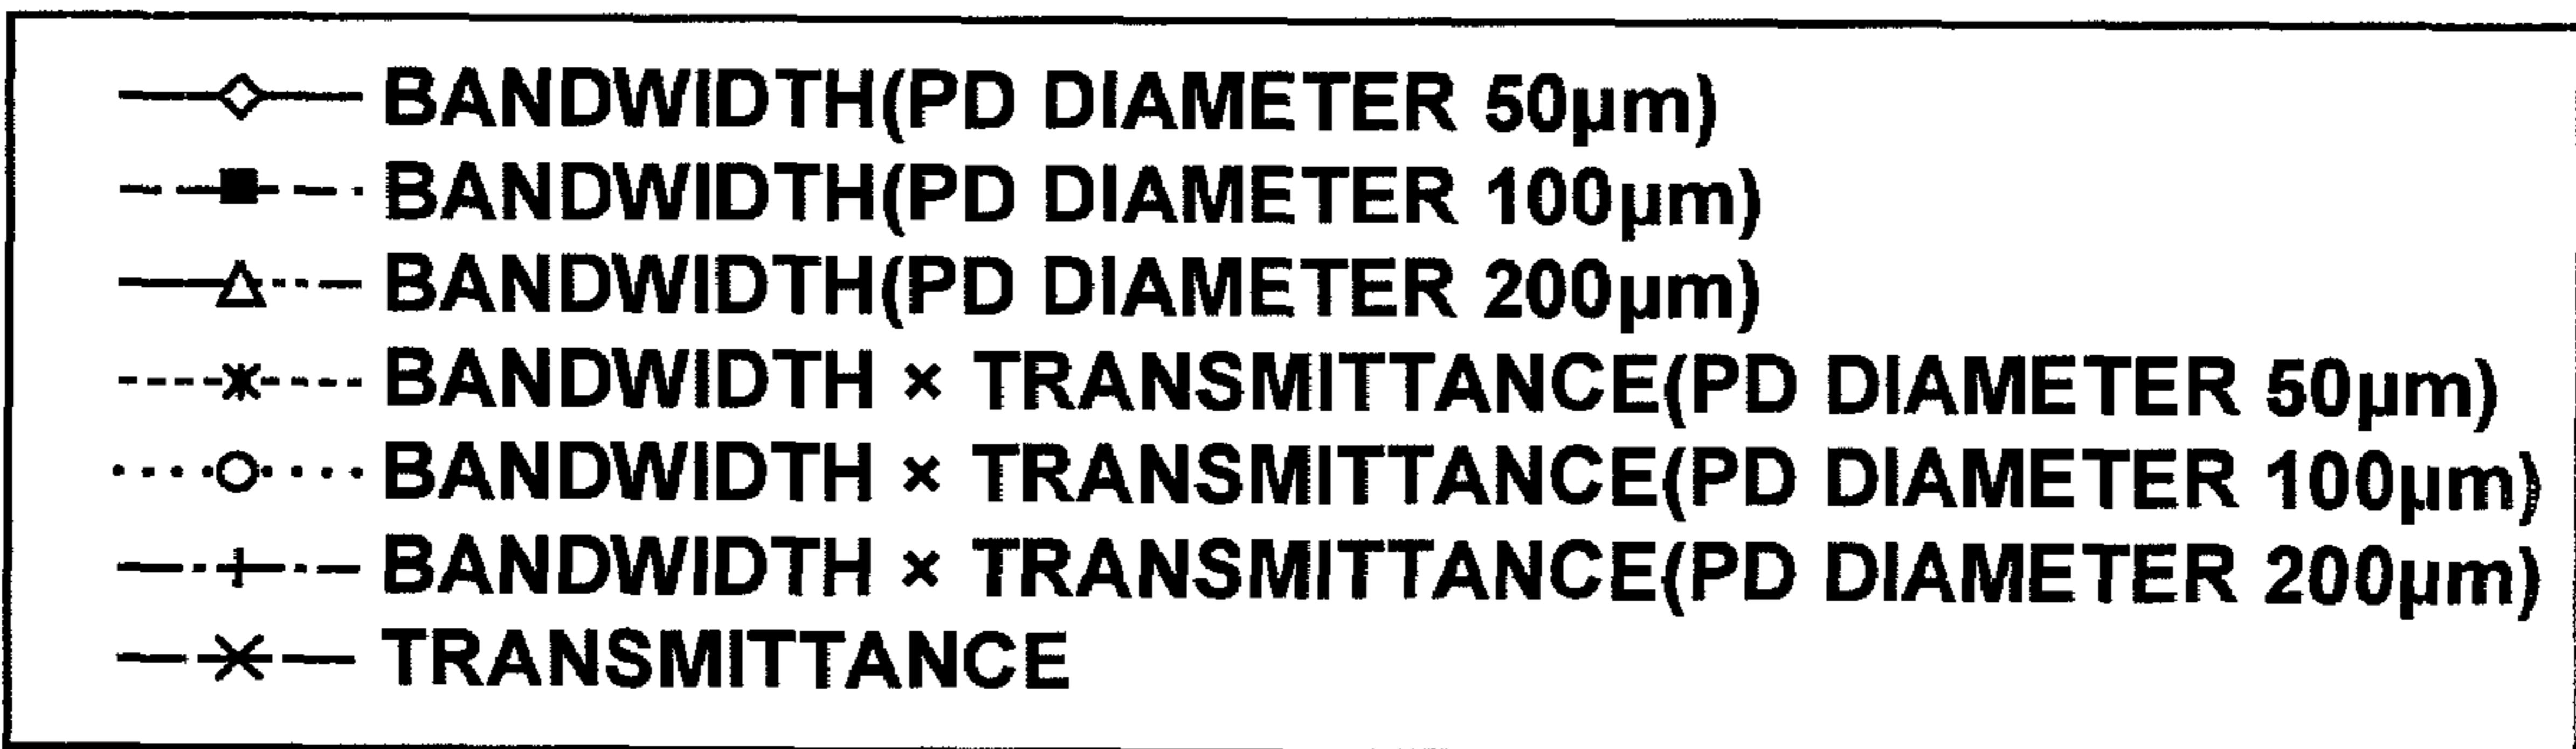 BANDWIDTH(PD DIAMETER 50μm)
BANDWIDTH(PD DIAMETER 100μm)
BANDWIDTH(PD DIAMETER 200μm)
BANDWIDTH × TRANSMITTANCE(PD DIAMETER 50μm)
BANDWIDTH × TRANSMITTANCE(PD DIAMETER 100μm)
BANDWIDTH × TRANSMITTANCE(PD DIAMETER 200μm)
TRANSMITTANCE